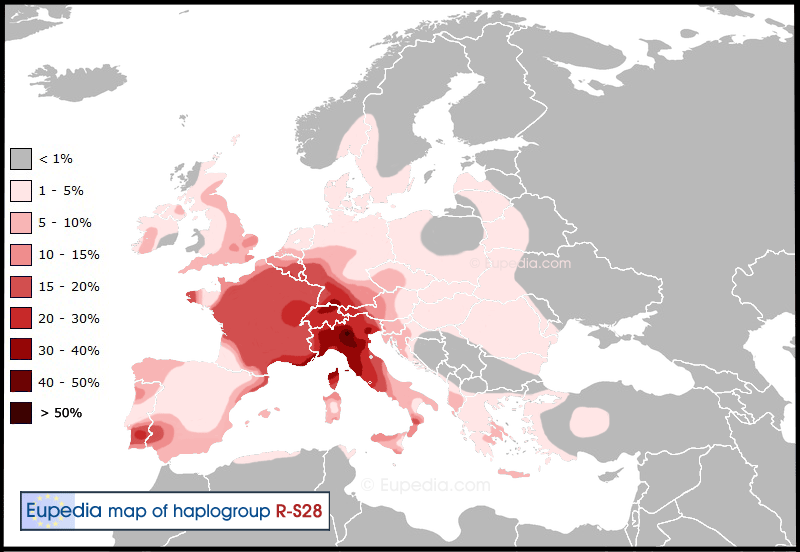 < 1%
1 - 5%
5 - 10%
10 - 15%
15 - 20%
20 - 30%
30 - 40%
40 - 50%
> 50%
© Eupedia.com
© Eupedia.com
Eupedia map of haplogroup R-S28